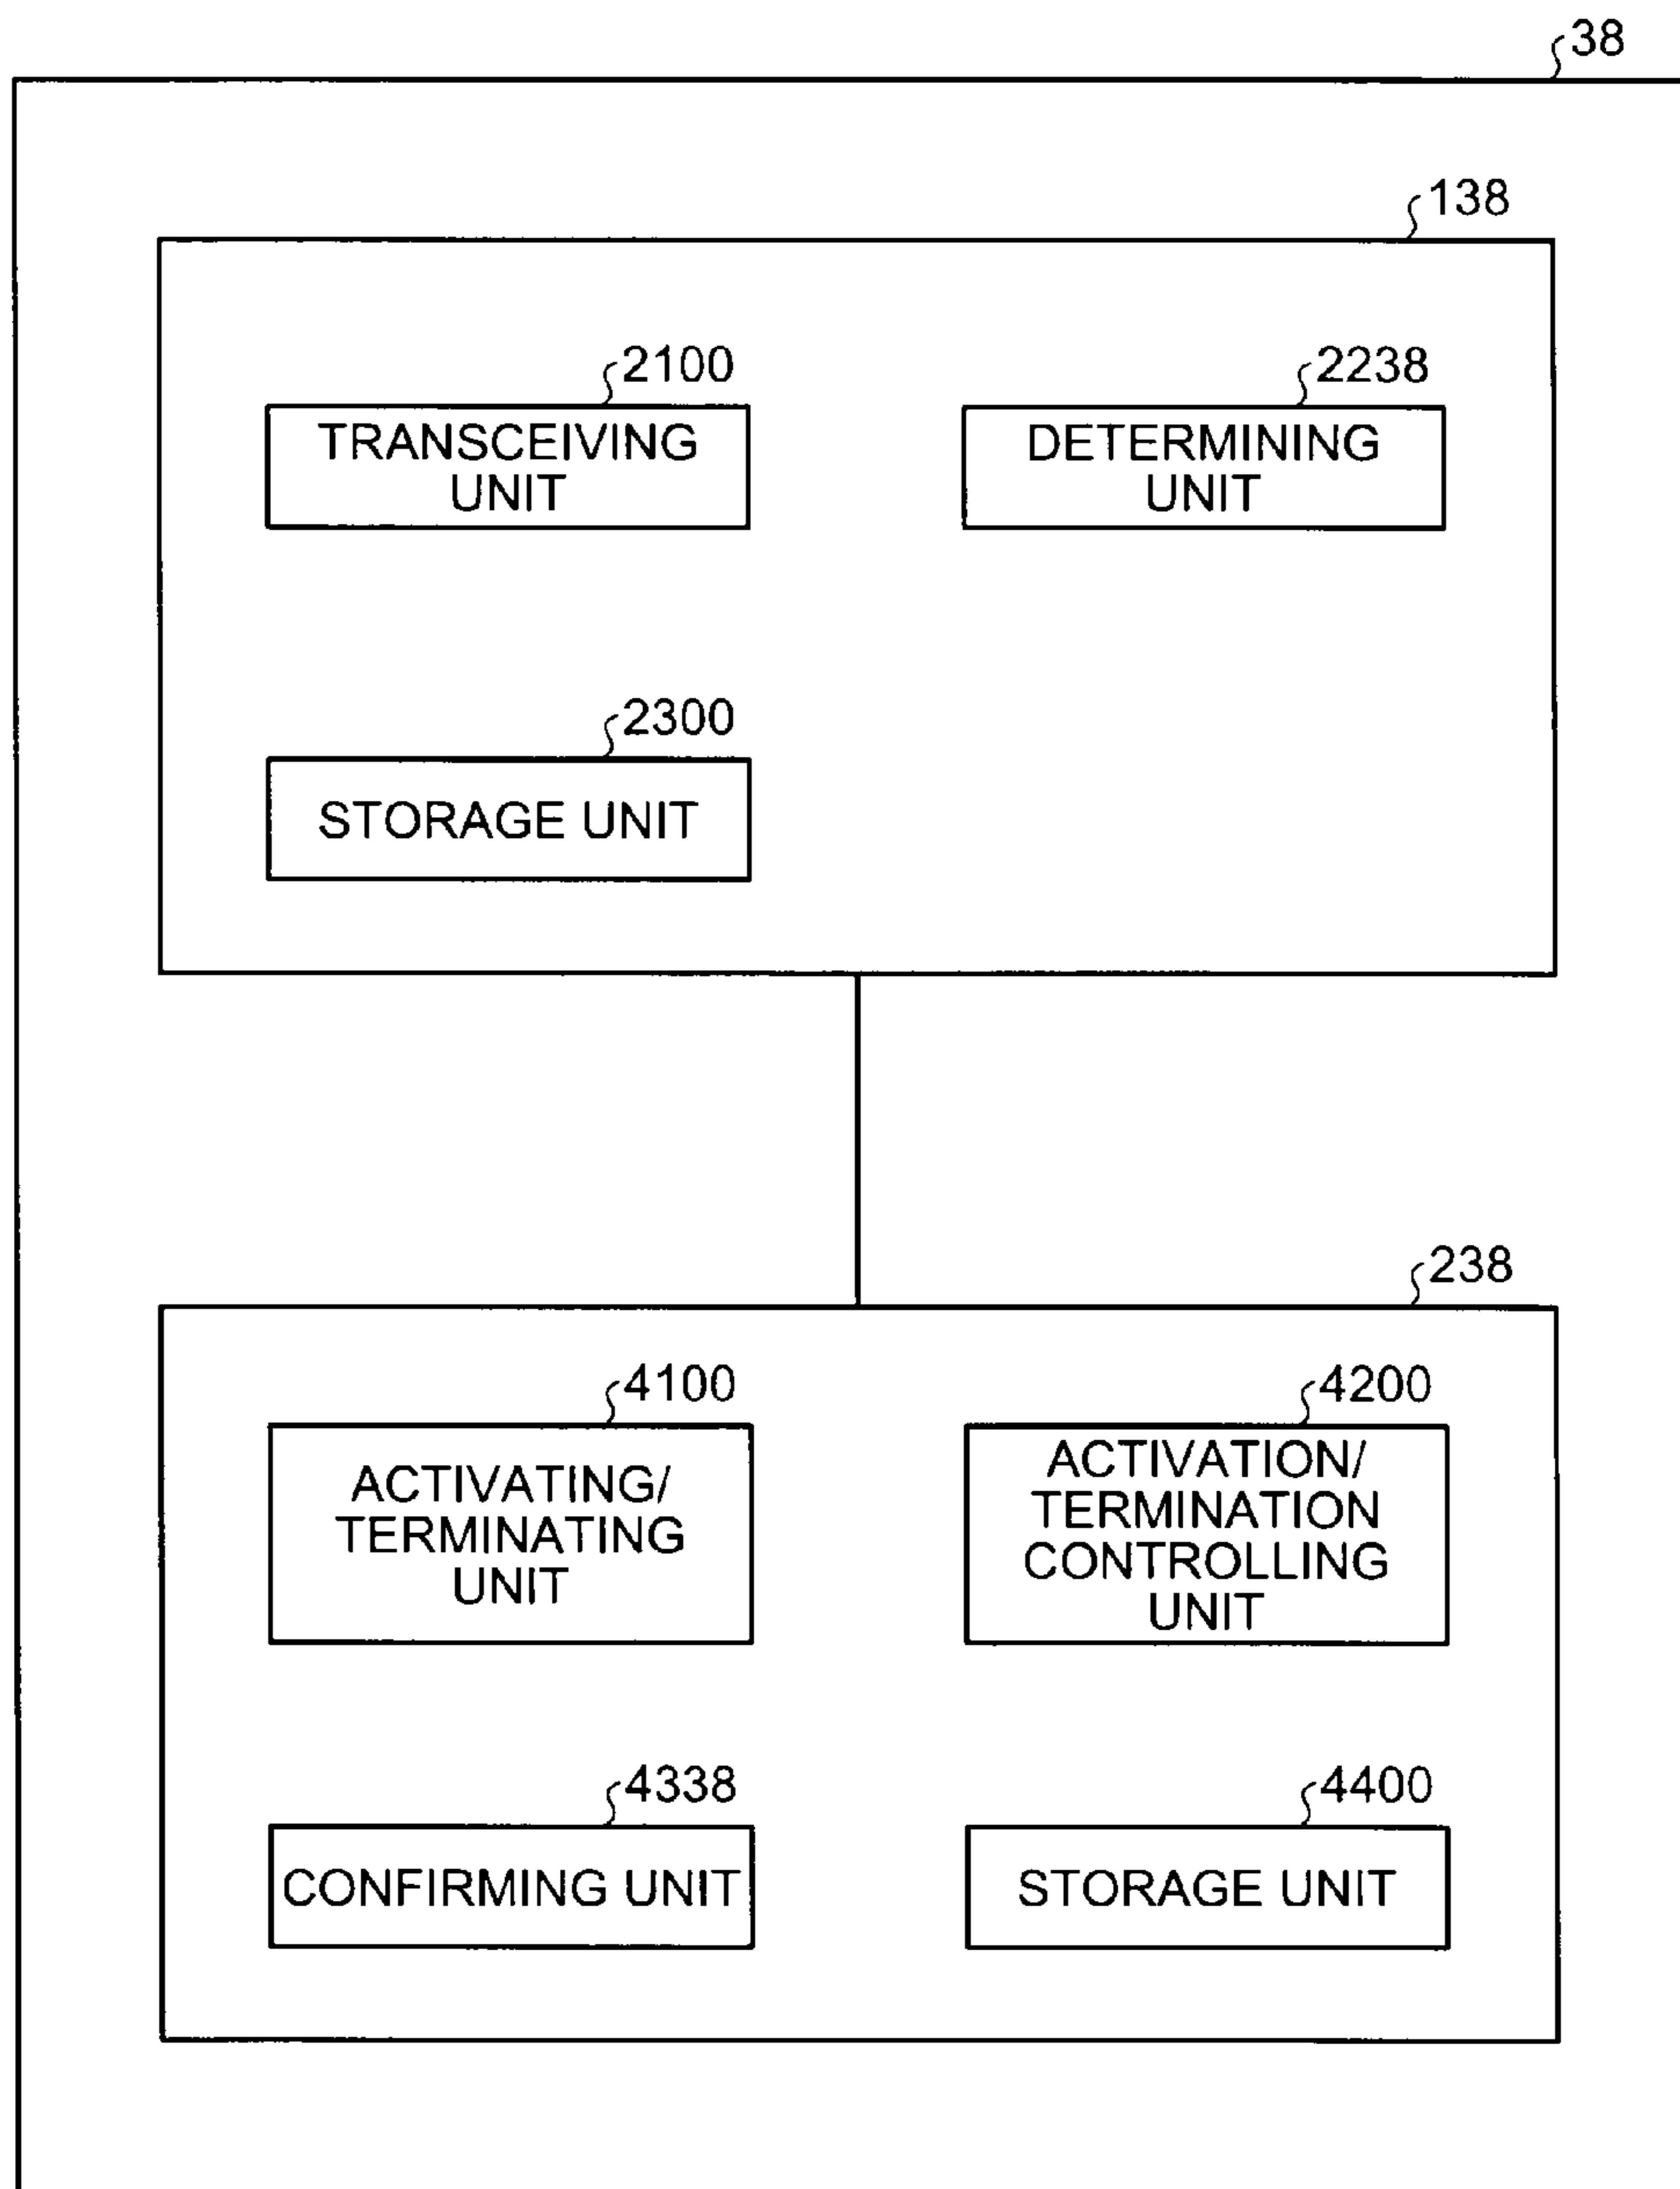 38
138
2100
2238
TRANSCEIVING
UNIT
DETERMINING
UNIT
2300
STORAGE UNIT
238
4100
4200
ACTIVATING/
TERMINATING
UNIT
ACTIVATION/
TERMINATION
CONTROLLING
UNIT
4338
4400
CONFIRMING UNIT
STORAGE UNIT